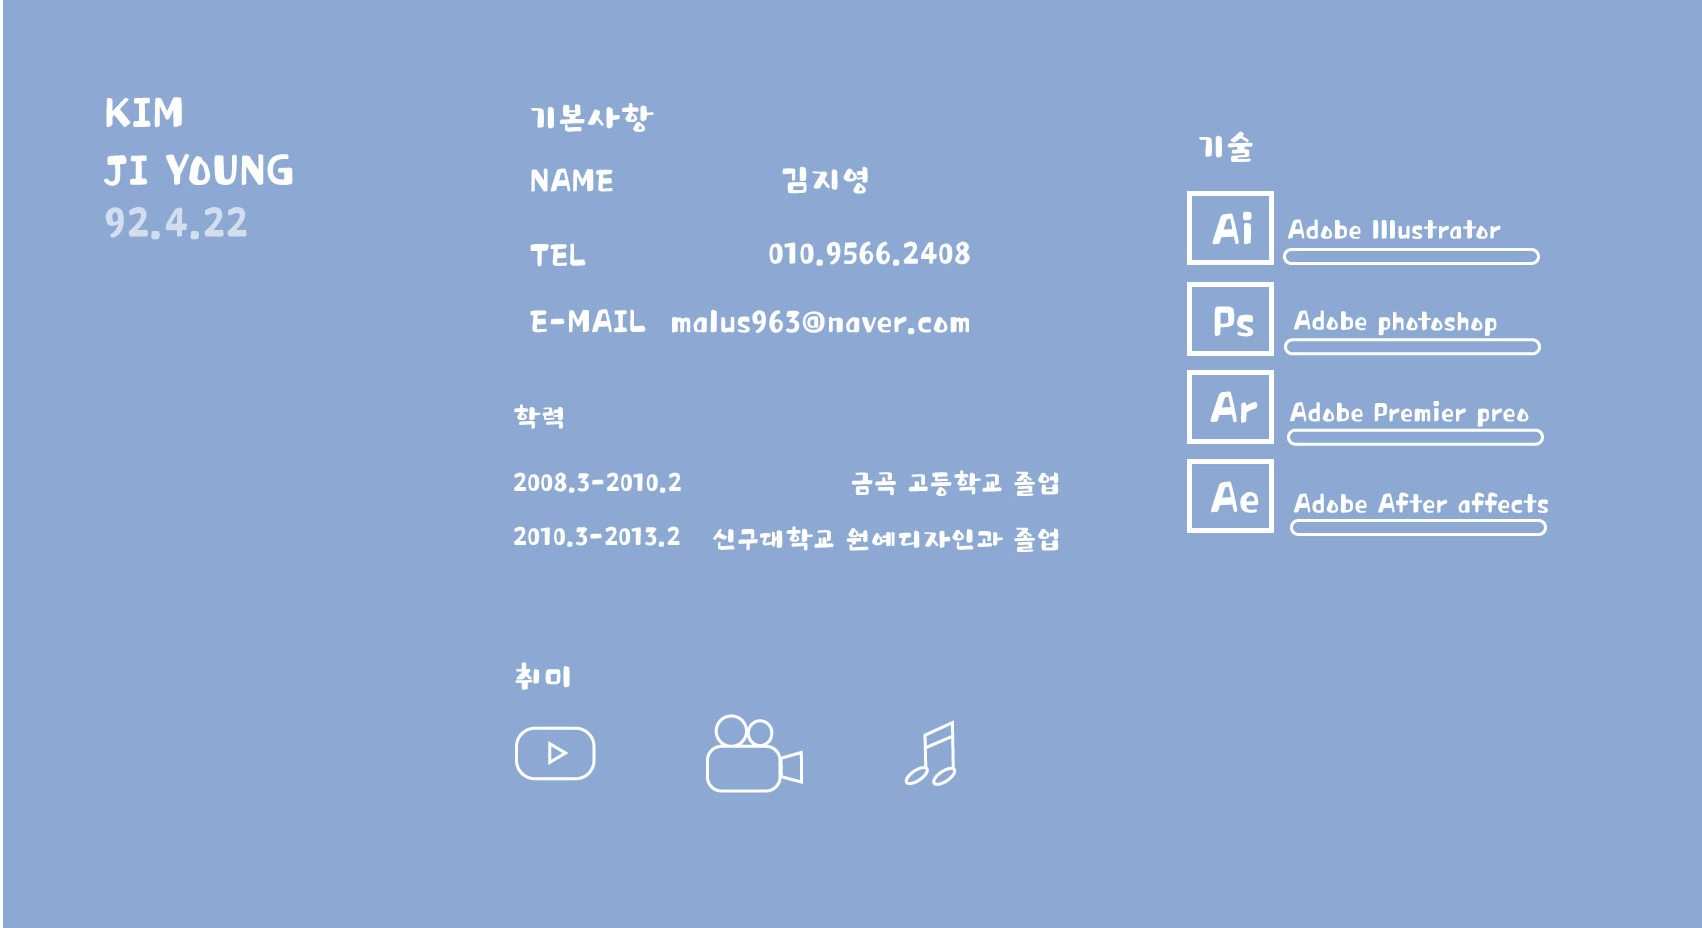 KIM
JI YOUNG
92.4.22
기본사항
NAME 김지영
TEL 010.9566.2408
E-MAIL malus963@naver.com
학력
2008.3-2010.2 금곡 고등학교 졸업
2010.3-2013.2 신구대학교 원예디자인과 졸업
취미
기술
Ai Adobe Illustrator
Ps Adobe photoshop
Ar Adobe Premier preo
Ae Adobe After affects